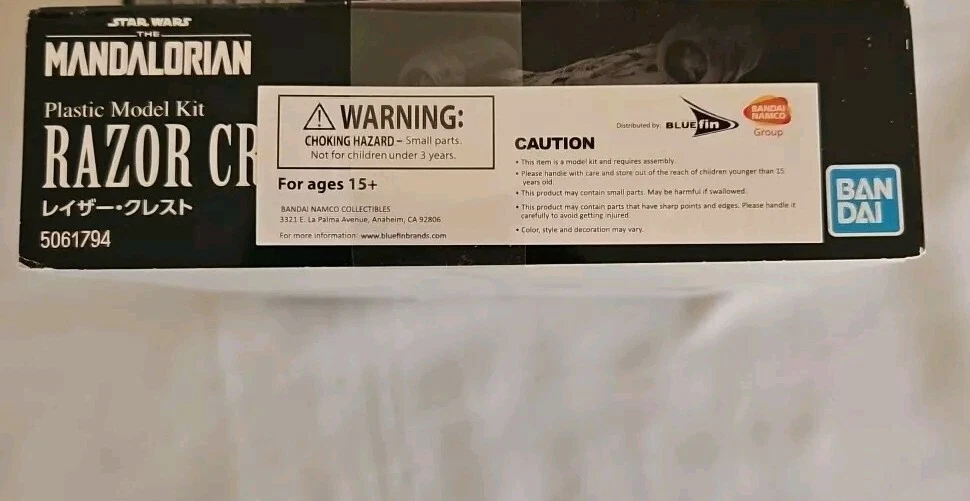 STAR WARS
THE
MANDALORIAN
Plastic Model Kit
RAZOR CR
レイザー・クレスト
5061794
⚠ WARNING:
CHOKING HAZARD – Small parts.
Not for children under 3 years.
For ages 15+
BANDAI NAMCO COLLECTIBLES
3321 E. La Palma Avenue, Anaheim, CA 92806
For more information: www.bluefinbrands.com
Distributed by: BLUEfin
BANDAI
NAMCO
Group
CAUTION
• This item is a model kit and requires assembly.
• Please handle with care and store out of the reach of children younger than 15
years old.
• This product may contain small parts. May be harmful if swallowed.
• This product may contain parts that have sharp points and edges. Please handle it
carefully to avoid getting injured.
• Color, style and decoration may vary.
BAN
DAI